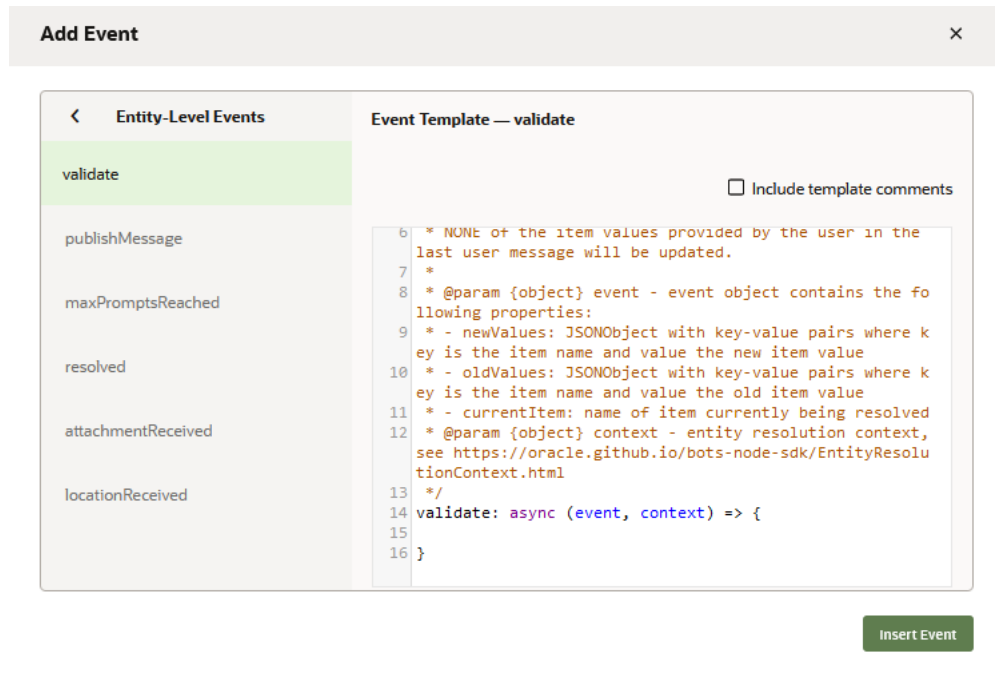 Add Event
Entity-Level Events
validate
publishMessage
maxPromptsReached
resolved
attachmentReceived
locationReceived
Event Template — validate
Include template comments
6 * NONE of the item values provided by the user in the
last user message will be updated.
7 *
8 * @param {object} event - event object contains the fo
llowing properties:
9 * - newValues: JSONObject with key-value pairs where k
ey is the item name and value the new item value
10 * - oldValues: JSONObject with key-value pairs where k
ey is the item name and value the old item value
11 * - currentItem: name of item currently being resolved
12 * @param {object} context - entity resolution context,
see https://oracle.github.io/bots-node-sdk/EntityResolu
tionContext.html
13 */
14 validate: async (event, context) => {
15
16 }
Insert Event